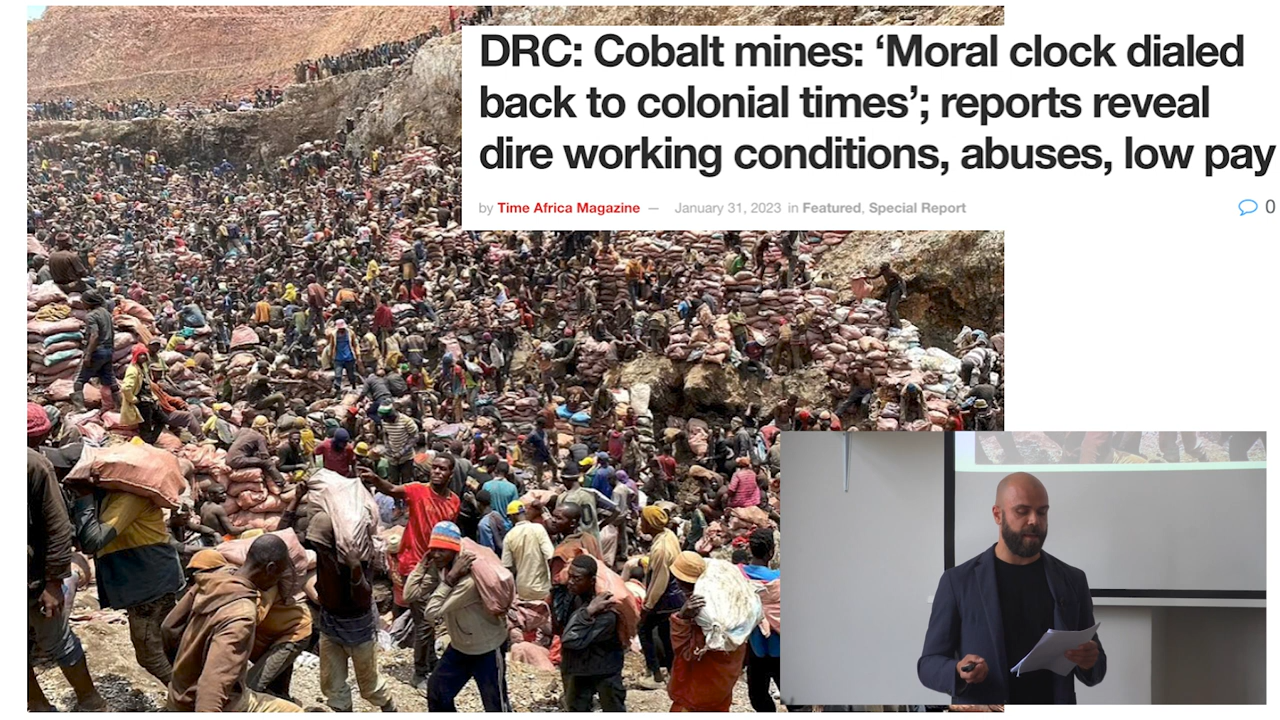 DRC: Cobalt mines: ‘Moral clock dialed
back to colonial times’; reports reveal
dire working conditions, abuses, low pay
by Time Africa Magazine — January 31, 2023 in Featured, Special Report 0